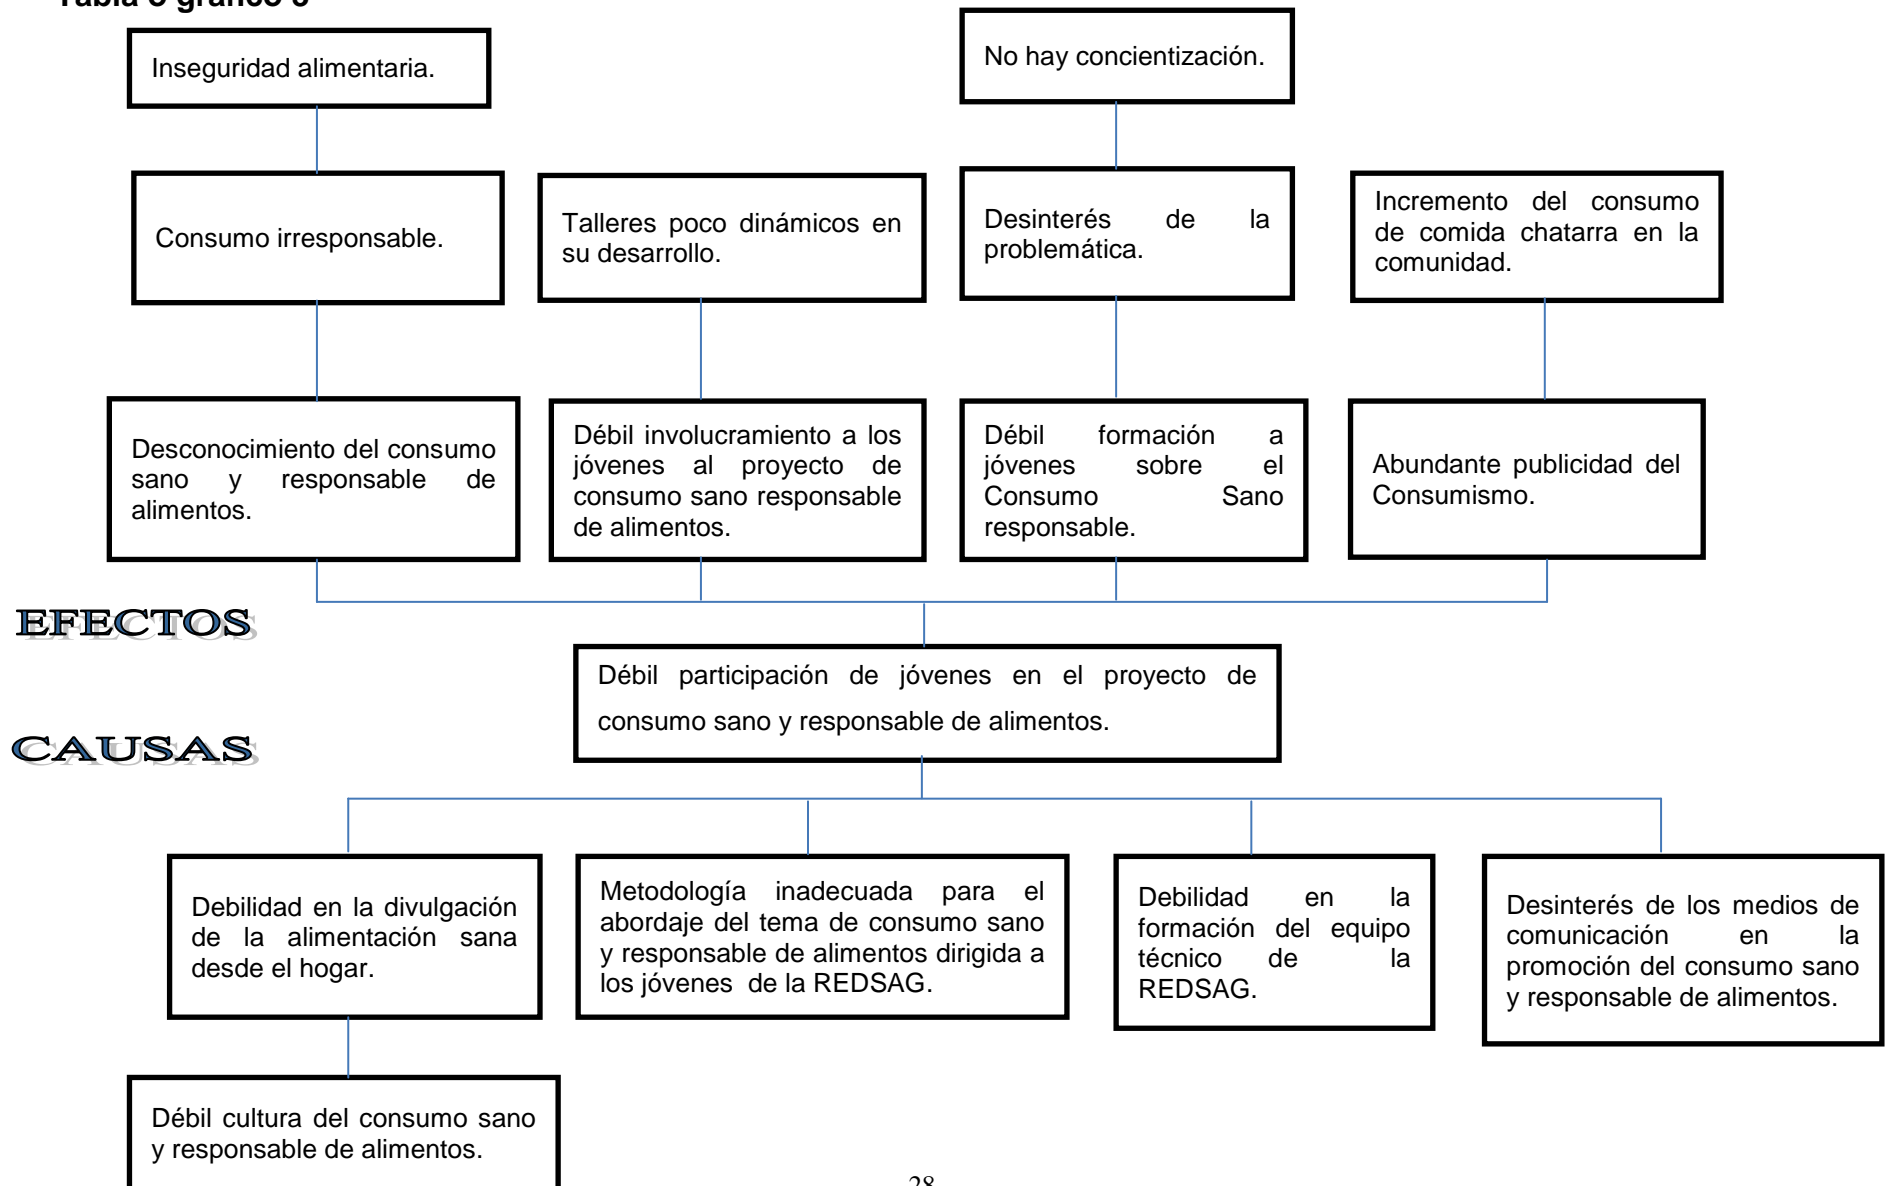 Tabla o gráfico
Inseguridad alimentaria.
No hay concientización.
Consumo irresponsable.
Talleres poco dinámicos en
su desarrollo.
Desinterés de la
problemática.
Incremento del consumo
de comida chatarra en la
comunidad.
Desconocimiento del consumo
sano y responsable de
alimentos.
Débil involucramiento a los
jóvenes al proyecto de
consumo sano responsable
de alimentos.
Débil formación a
jóvenes sobre el
Consumo Sano
responsable.
Abundante publicidad del
Consumismo.
EFECTOS
Débil participación de jóvenes en el proyecto de
consumo sano y responsable de alimentos.
CAUSAS
Debilidad en la divulgación
de la alimentación sana
desde el hogar.
Metodología inadecuada para el
abordaje del tema de consumo sano
y responsable de alimentos dirigida a
los jóvenes de la REDSAG.
Debilidad en la
formación del equipo
técnico de la
REDSAG.
Desinterés de los medios de
comunicación en la
promoción del consumo sano
y responsable de alimentos.
Débil cultura del consumo sano
y responsable de alimentos.
28